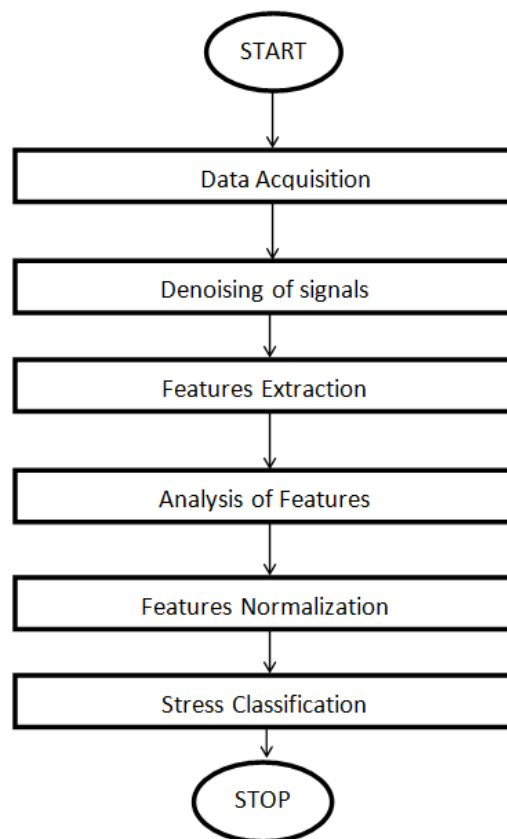 START
Data Acquisition
Denoising of signals
Features Extraction
Analysis of Features
Features Normalization
Stress Classification
STOP